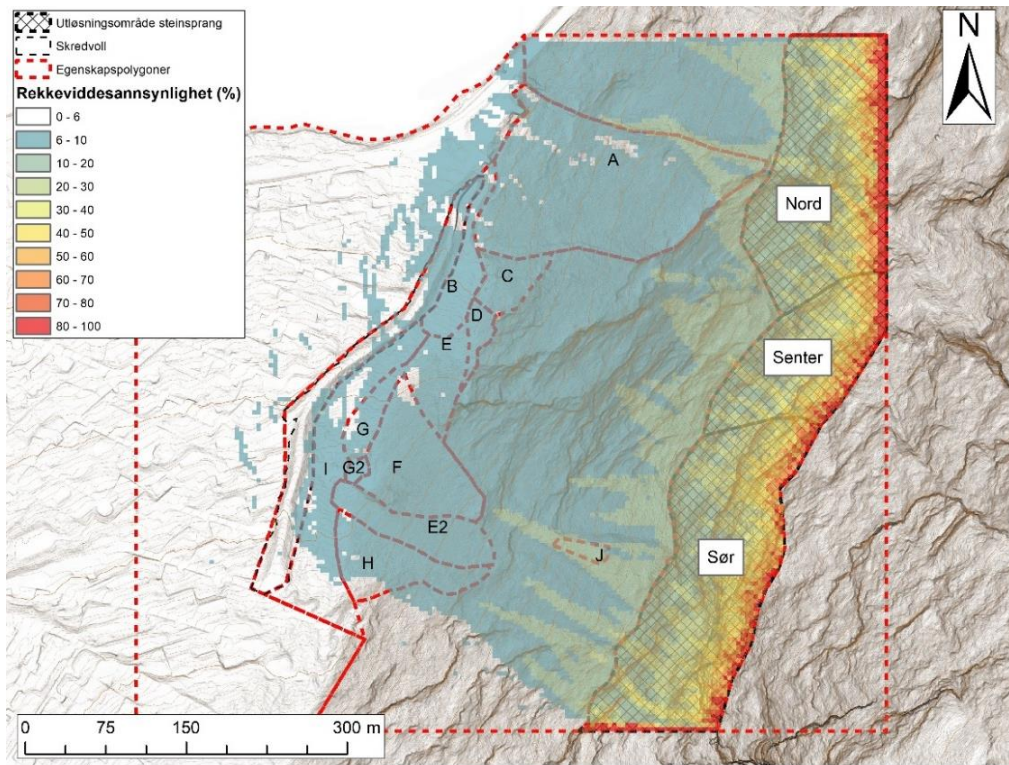 Utløsningsområde steinsprang
Skredvoll
Egenskapspolygoner
Rekkeviddesannsynlighet (%)
0 - 6
6 - 10
10 - 20
20 - 30
30 - 40
40 - 50
50 - 60
60 - 70
70 - 80
80 - 100
N
A
Nord
C
B
D
E
Senter
G
I
G2
F
E2
J
H
Sør
0 75 150 300 m